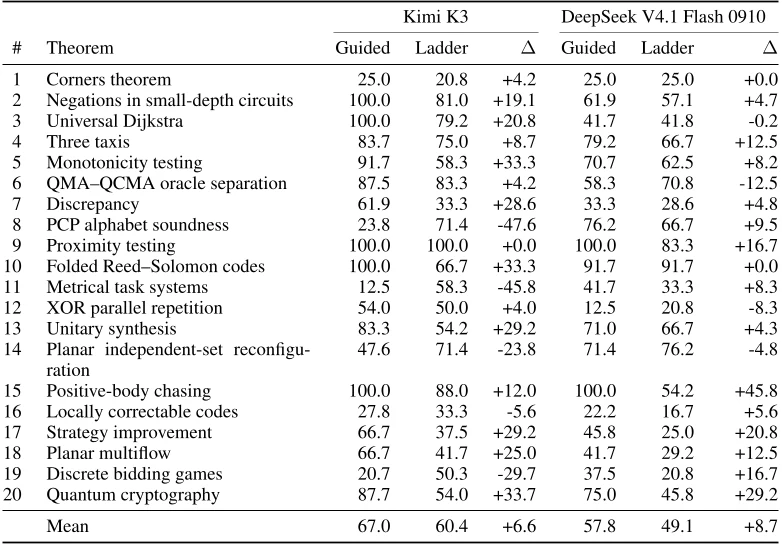 Kimi K3 DeepSeek V4.1 Flash 0910
# Theorem Guided Ladder Δ Guided Ladder Δ
1 Corners theorem 25.0 20.8 +4.2 25.0 25.0 +0.0
2 Negations in small-depth circuits 100.0 81.0 +19.1 61.9 57.1 +4.7
3 Universal Dijkstra 100.0 79.2 +20.8 41.7 41.8 -0.2
4 Three taxis 83.7 75.0 +8.7 79.2 66.7 +12.5
5 Monotonicity testing 91.7 58.3 +33.3 70.7 62.5 +8.2
6 QMA–QCMA oracle separation 87.5 83.3 +4.2 58.3 70.8 -12.5
7 Discrepancy 61.9 33.3 +28.6 33.3 28.6 +4.8
8 PCP alphabet soundness 23.8 71.4 -47.6 76.2 66.7 +9.5
9 Proximity testing 100.0 100.0 +0.0 100.0 83.3 +16.7
10 Folded Reed–Solomon codes 100.0 66.7 +33.3 91.7 91.7 +0.0
11 Metrical task systems 12.5 58.3 -45.8 41.7 33.3 +8.3
12 XOR parallel repetition 54.0 50.0 +4.0 12.5 20.8 -8.3
13 Unitary synthesis 83.3 54.2 +29.2 71.0 66.7 +4.3
14 Planar independent-set reconfigu- 47.6 71.4 -23.8 71.4 76.2 -4.8
ration
15 Positive-body chasing 100.0 88.0 +12.0 100.0 54.2 +45.8
16 Locally correctable codes 27.8 33.3 -5.6 22.2 16.7 +5.6
17 Strategy improvement 66.7 37.5 +29.2 45.8 25.0 +20.8
18 Planar multiflow 66.7 41.7 +25.0 41.7 29.2 +12.5
19 Discrete bidding games 20.7 50.3 -29.7 37.5 20.8 +16.7
20 Quantum cryptography 87.7 54.0 +33.7 75.0 45.8 +29.2
Mean 67.0 60.4 +6.6 57.8 49.1 +8.7